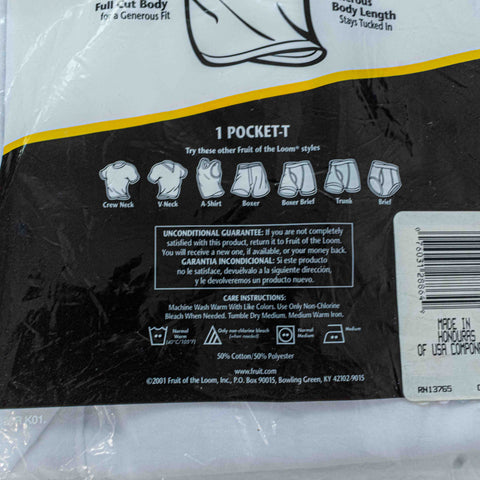 Full Cut Body
for a Generous Fit
Body Length
Stays Tucked In
1 POCKET-T
Try these other Fruit of the Loom® styles
Crew Neck V-Neck A-Shirt Boxer Boxer Brief Trunk Brief
UNCONDITIONAL GUARANTEE: If you are not completely
satisfied with this product, return it to Fruit of the Loom.
You will receive a new one, if available, or your money back.
GARANTIA INCONDICIONAL: Si este producto
no le satisface, devuélvalo a la siguiente dirección,
y le devolveremos un producto nuevo.
CARE INSTRUCTIONS:
Machine Wash Warm With Like Colors. Use Only Non-Chlorine
Bleach When Needed. Tumble Dry Medium. Medium Warm Iron.
Normal
Warm
(40°C/105°F)
Only non-chlorine bleach
(when needed)
Normal
Medium
Medium
50% Cotton/50% Polyester
www.fruit.com
©2001 Fruit of the Loom, Inc., P.O. Box 90015, Bowling Green, KY 42102-9015
MADE IN
HONDURAS
OF USA COMPONE
RN13765
K01.